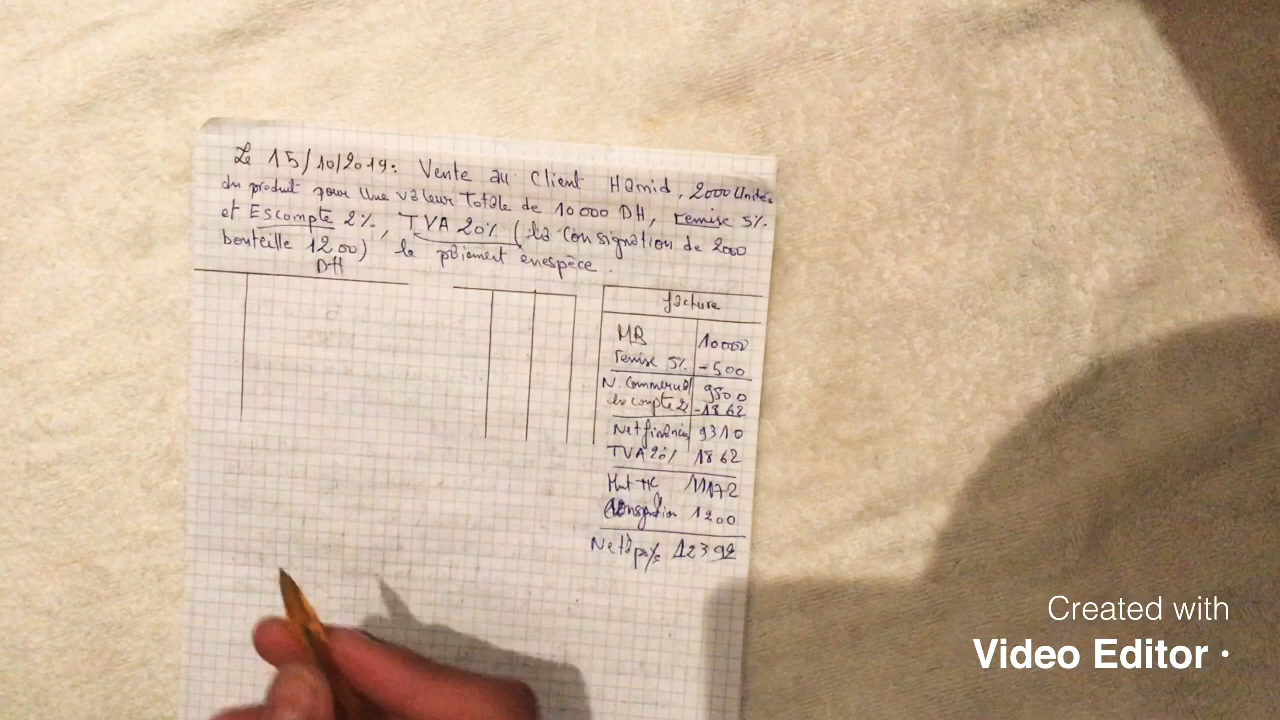 Le 15/10/2019: Vente au Client Hamid, 2000 Unités
du produit pour Une valeur Totale de 10 000 DH, remise 5%
et Escompte 2%, TVA 20% (la Consignation de 2000
bouteille 1200) le paiement en espèce.
DH
facture
MB 10000
remise 5% -500
N. Commercial 9500
escompte 2% -1862
Net financier 9310
TVA 20% 1862
11172
Consignation 1200
Net à payé 12392
Created with
Video Editor